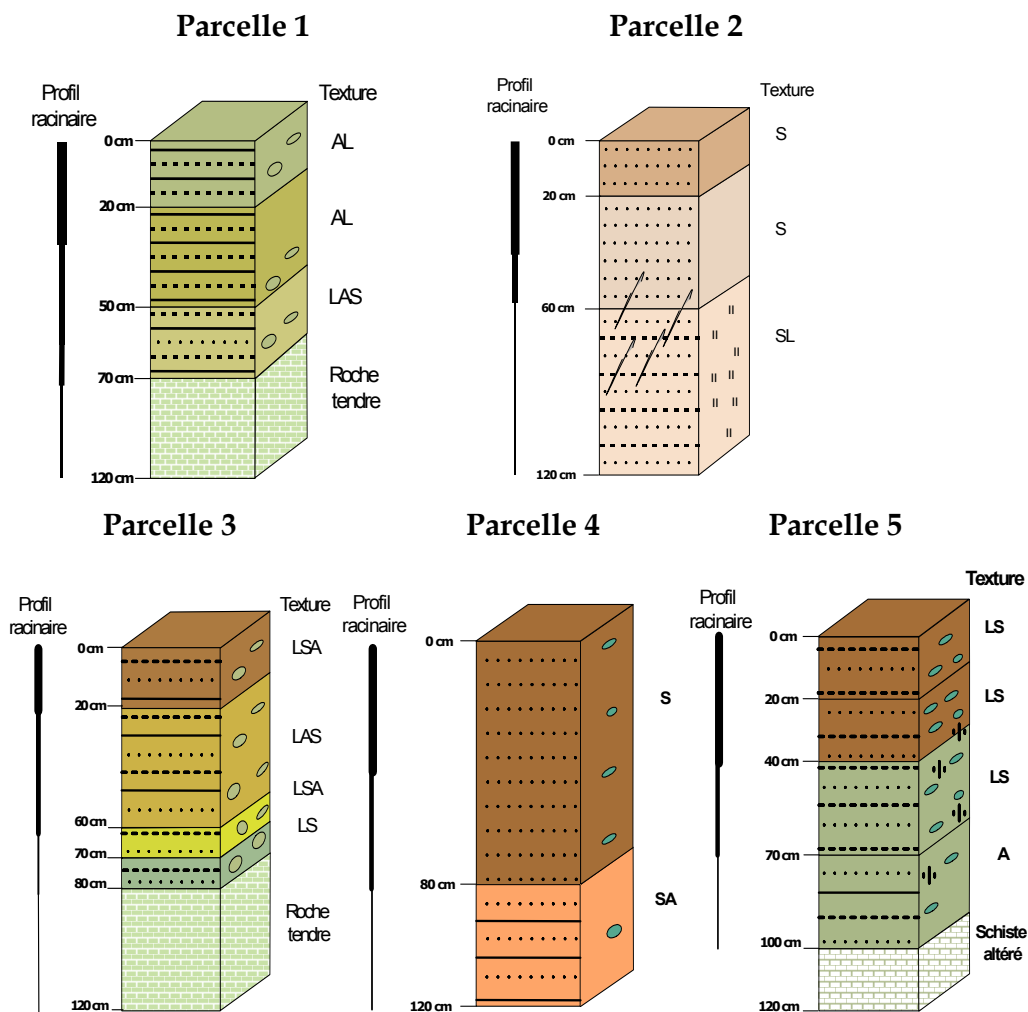 Parcelle 1
Profil
racinaire
Texture
0 cm
AL
20 cm
AL
50 cm
LAS
70 cm
Roche
tendre
120 cm
Parcelle 2
Profil
racinaire
Texture
0 cm
S
20 cm
S
60 cm
SL
120 cm
Parcelle 3
Profil
racinaire
Texture
0 cm
LSA
20 cm
LAS
LSA
60 cm
LS
70 cm
80 cm
Roche
tendre
120 cm
Parcelle 4
Profil
racinaire
0 cm
S
80 cm
SA
120 cm
Parcelle 5
Profil
racinaire
Texture
0 cm
LS
20 cm
LS
40 cm
LS
70 cm
A
100 cm
Schiste
altéré
120 cm